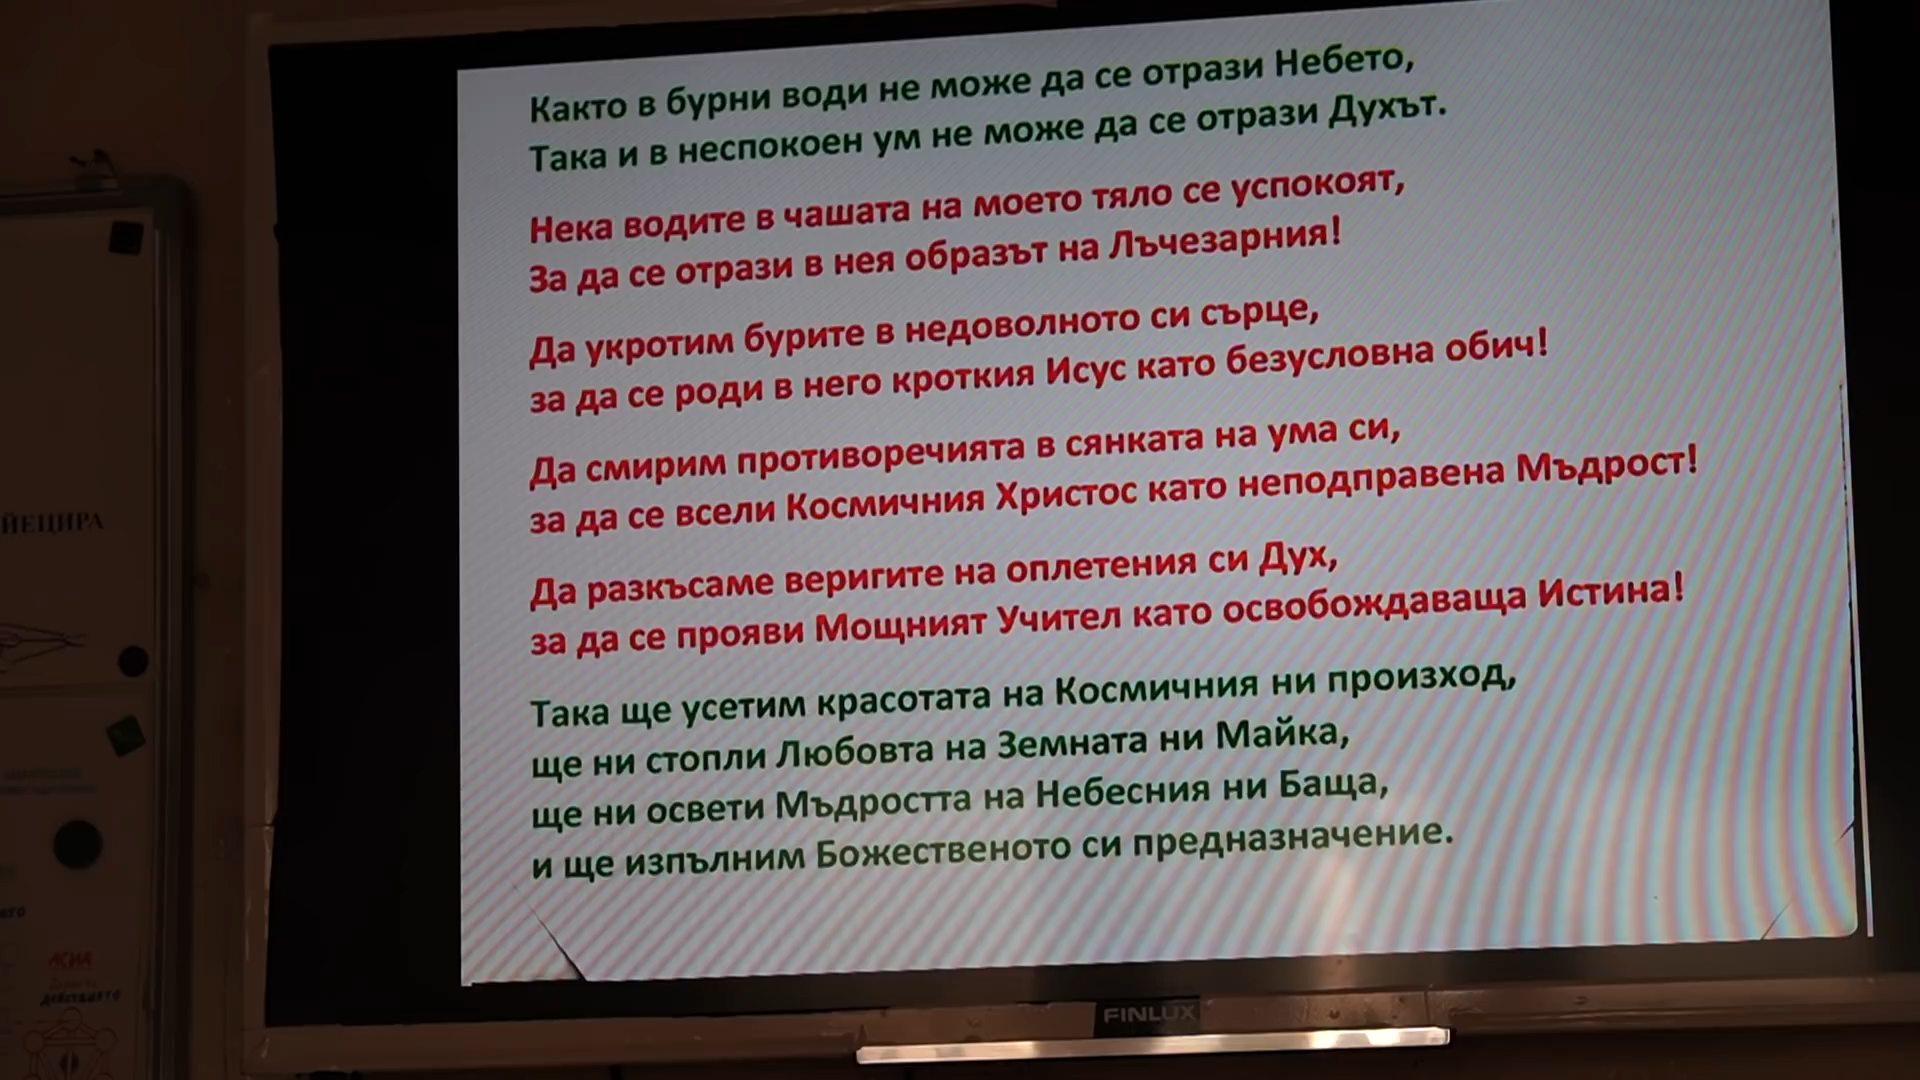 Както в бурни води не може да се отрази Небето,
Така и в неспокоен ум не може да се отрази Духът.
Нека водите в чашата на моето тяло се успокоят,
За да се отрази в нея образът на Лъчезарния!
Да укротим бурите в недоволното си сърце,
за да се роди в него кроткия Исус като безусловна обич!
Да смирим противоречията в сянката на ума си,
за да се всели Космичния Христос като неподправена Мъдрост!
Да разкъсаме веригите на оплетения си Дух,
за да се прояви Мощният Учител като освобождаваща Истина!
Така ще усетим красотата на Космичния ни произход,
ще ни стопли Любовта на Земната ни Майка,
ще ни освети Мъдростта на Небесния ни Баща,
и ще изпълним Божественото си предназначение.
FINLUX
ЙЕЦИРА
АСИА
действието